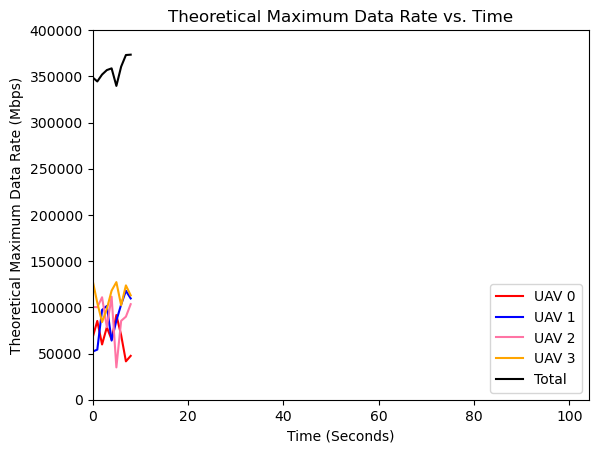 Theoretical Maximum Data Rate vs. Time
Theoretical Maximum Data Rate (Mbps)
400000
350000
300000
250000
200000
150000
100000
50000
0
0 20 40 60 80 100
Time (Seconds)
UAV 0
UAV 1
UAV 2
UAV 3
Total